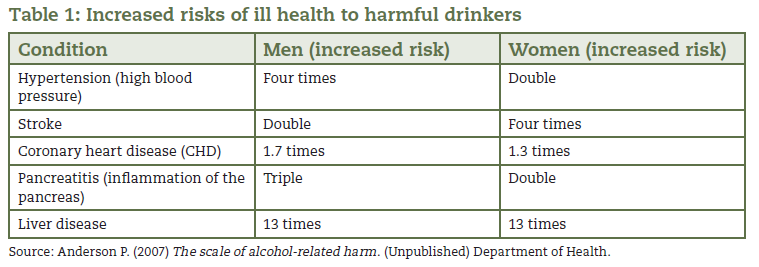 Table 1: Increased risks of ill health to harmful drinkers
Condition Men (increased risk) Women (increased risk)
Hypertension (high blood pressure) Four times Double
Stroke Double Four times
Coronary heart disease (CHD) 1.7 times 1.3 times
Pancreatitis (inflammation of the pancreas) Triple Double
Liver disease 13 times 13 times
Source: Anderson P. (2007) The scale of alcohol-related harm. (Unpublished) Department of Health.